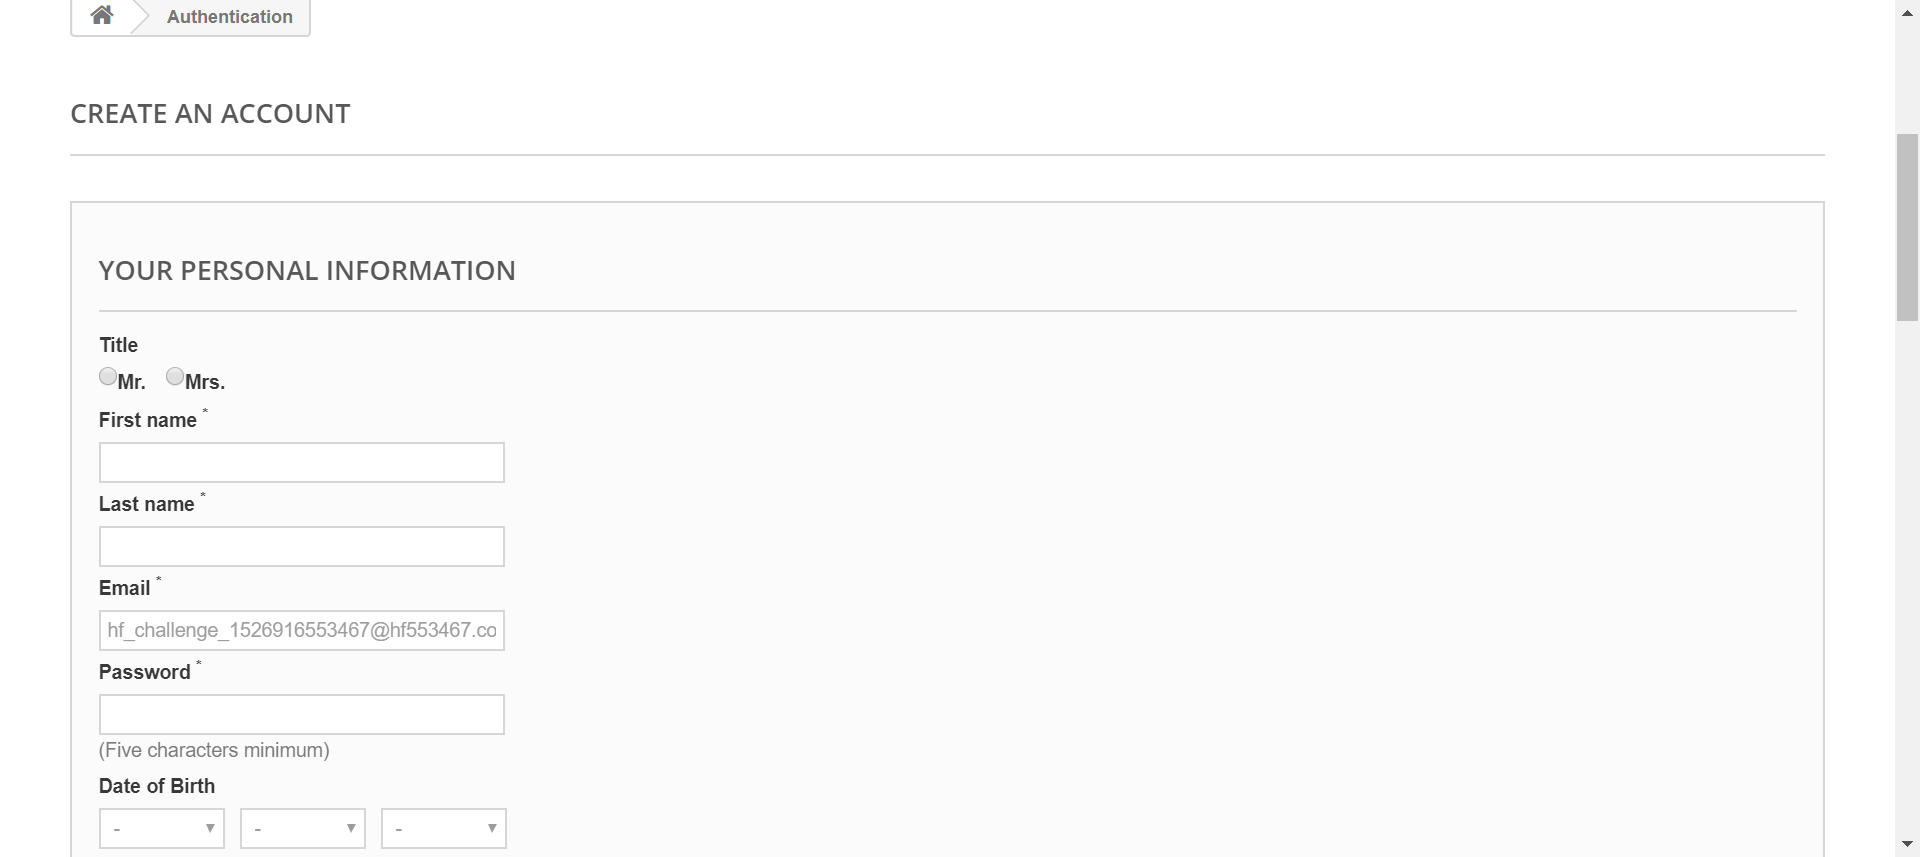 Authentication
CREATE AN ACCOUNT
YOUR PERSONAL INFORMATION
Title
Mr. Mrs.
First name *
Last name *
Email *
hf_challenge_1526916553467@hf553467.co
Password *
(Five characters minimum)
Date of Birth
- - -